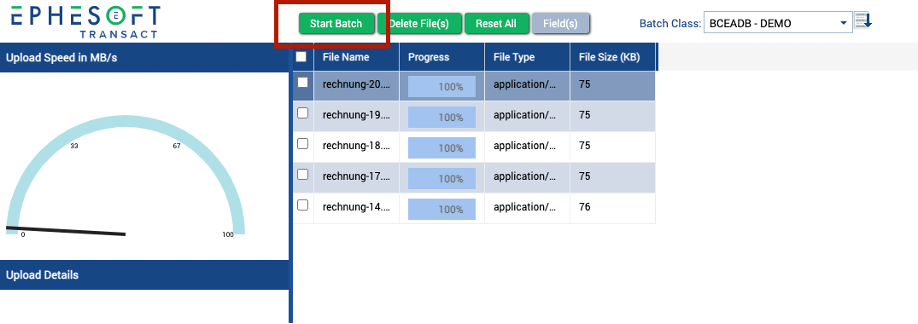 EPHESOFT
TRANSACT
Start Batch
Delete File(s)
Reset All
Field(s)
Batch Class: BCEADB - DEMO
Upload Speed in MB/s
33
67
0
100
Upload Details
File Name Progress File Type File Size (KB)
rechnung-20.... 100% application/... 75
rechnung-19.... 100% application/... 75
rechnung-18.... 100% application/... 75
rechnung-17.... 100% application/... 75
rechnung-14.... 100% application/... 76